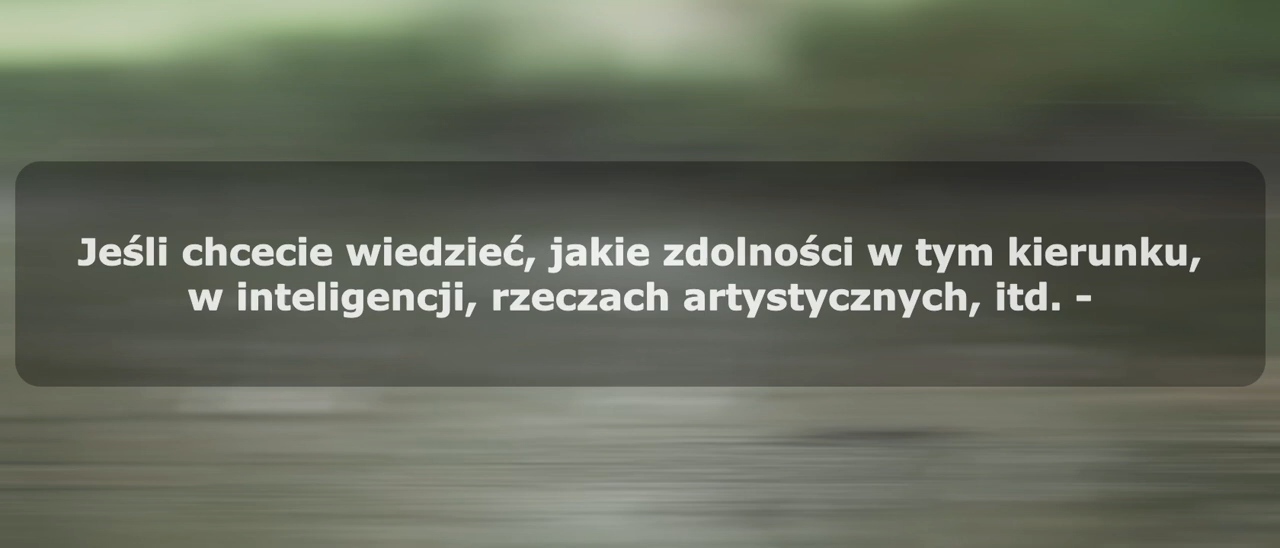 Jeśli chcecie wiedzieć, jakie zdolności w tym kierunku,
w inteligencji, rzeczach artystycznych, itd. -